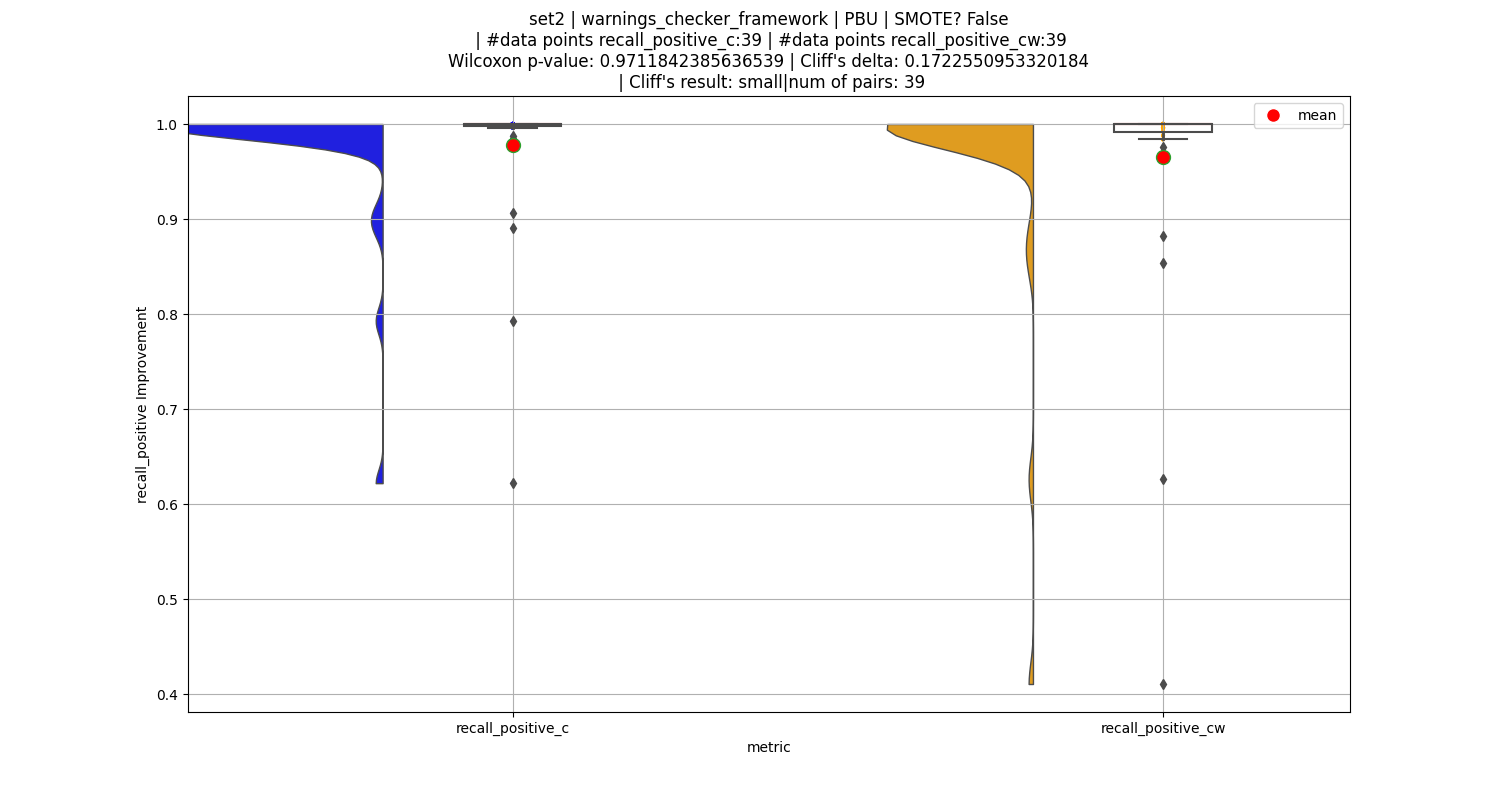 set2 | warnings_checker_framework | PBU | SMOTE? False
| #data points recall_positive_c:39 | #data points recall_positive_cw:39
Wilcoxon p-value: 0.9711842385636539 | Cliff's delta: 0.1722550953320184
| Cliff's result: small|num of pairs: 39
mean
1.0
0.9
0.8
0.7
0.6
0.5
0.4
recall_positive Improvement
recall_positive_c
recall_positive_cw
metric